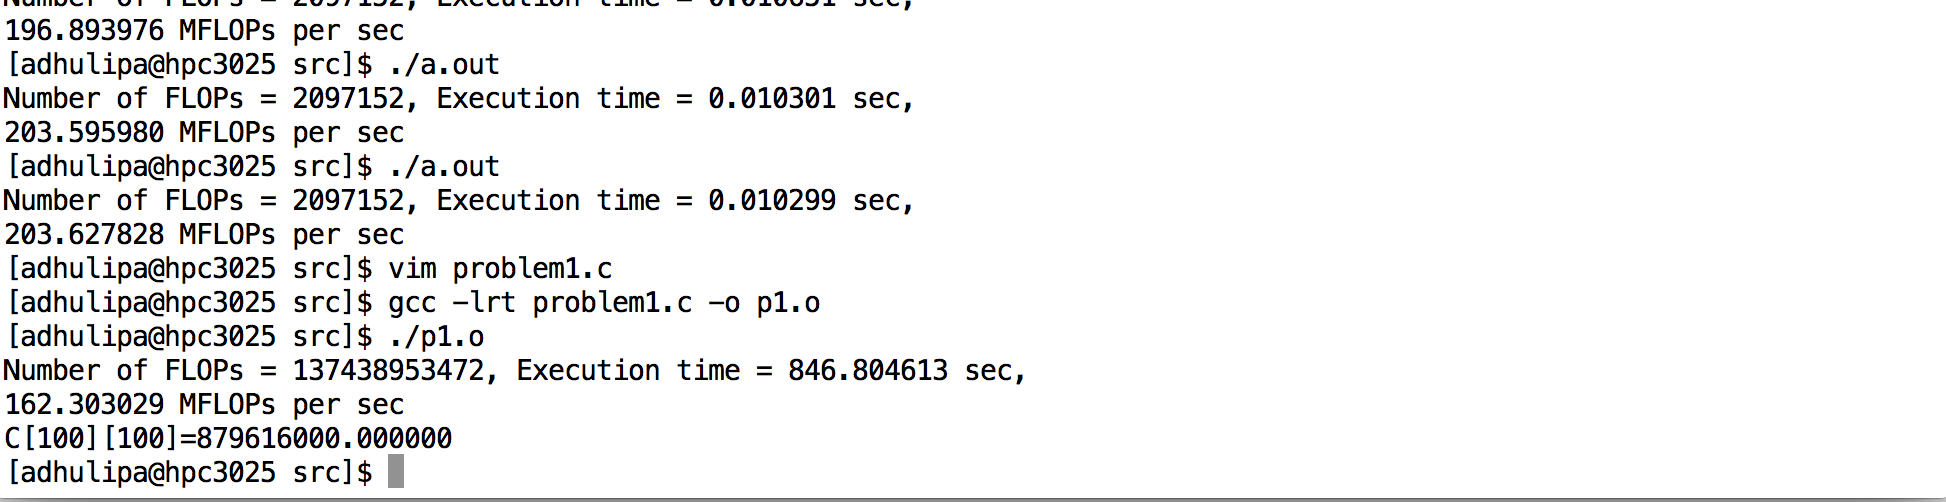 Number of FLOPs = 2097152, Execution time = 0.010651 sec,
196.893976 MFLOPs per sec
[adhulipa@hpc3025 src]$ ./a.out
Number of FLOPs = 2097152, Execution time = 0.010301 sec,
203.595980 MFLOPs per sec
[adhulipa@hpc3025 src]$ ./a.out
Number of FLOPs = 2097152, Execution time = 0.010299 sec,
203.627828 MFLOPs per sec
[adhulipa@hpc3025 src]$ vim problem1.c
[adhulipa@hpc3025 src]$ gcc -lrt problem1.c -o p1.o
[adhulipa@hpc3025 src]$ ./p1.o
Number of FLOPs = 137438953472, Execution time = 846.804613 sec,
162.303029 MFLOPs per sec
C[100][100]=879616000.000000
[adhulipa@hpc3025 src]$